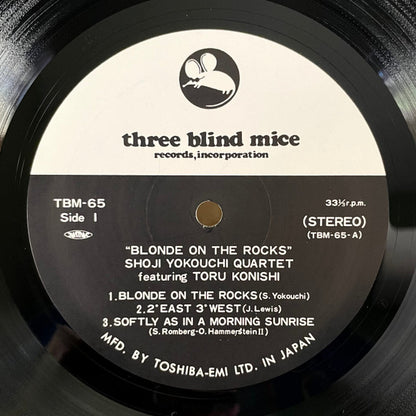 three blind mice
records, incorporation
TBM-65
Side 1
33⅓ r.p.m.
(STEREO)
(TBM-65-A)
"BLONDE ON THE ROCKS"
SHOJI YOKOUCHI QUARTET
featuring TORU KONISHI
1. BLONDE ON THE ROCKS (S. Yokouchi)
2. 2° EAST 3° WEST (J. Lewis)
3. SOFTLY AS IN A MORNING SUNRISE
(S. Romberg-O. Hammerstein II)
MFD. BY TOSHIBA-EMI LTD. IN JAPAN